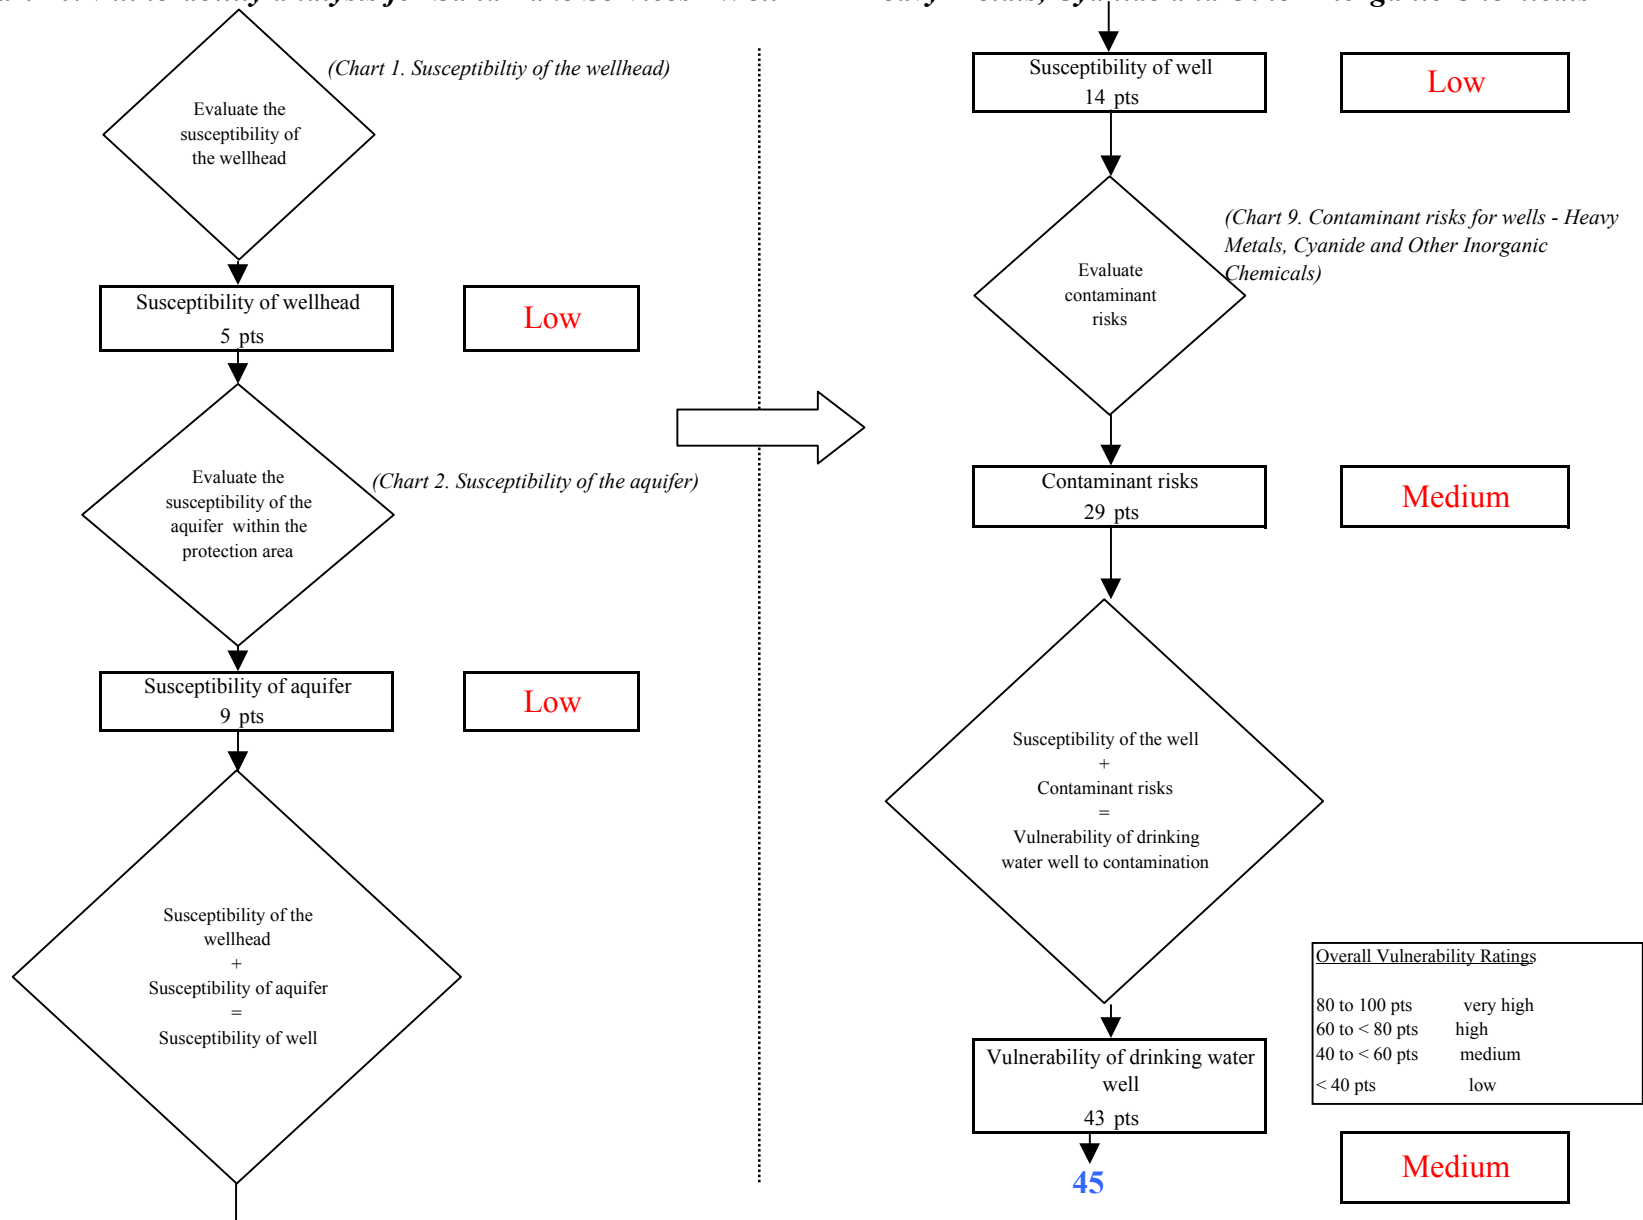 (Chart 1. Susceptibiltiy of the wellhead)
Evaluate the
susceptibility of
the wellhead
Susceptibility of wellhead
5 pts
Low
(Chart 2. Susceptibility of the aquifer)
Evaluate the
susceptibility of the
aquifer within the
protection area
Susceptibility of aquifer
9 pts
Low
Susceptibility of the
wellhead
+
Susceptibility of aquifer
=
Susceptibility of well
Susceptibility of well
14 pts
Low
(Chart 9. Contaminant risks for wells - Heavy
Metals, Cyanide and Other Inorganic
Chemicals)
Evaluate
contaminant
risks
Contaminant risks
29 pts
Medium
Susceptibility of the well
+
Contaminant risks
=
Vulnerability of drinking
water well to contamination
Overall Vulnerability Ratings
80 to 100 pts very high
60 to < 80 pts high
40 to < 60 pts medium
< 40 pts low
Vulnerability of drinking water
well
43 pts
45
Medium